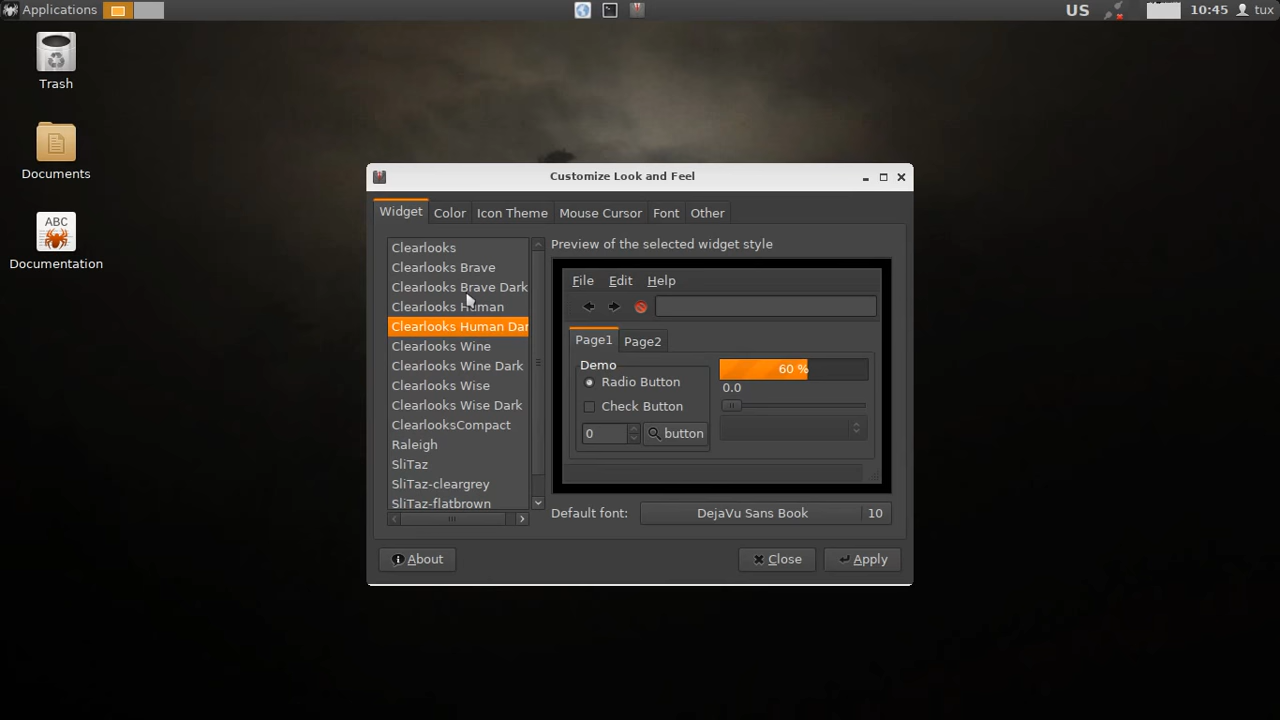 Applications
US
10:45
tux
Trash
Documents
ABC
Documentation
Customize Look and Feel
Widget
Color
Icon Theme
Mouse Cursor
Font
Other
Clearlooks
Clearlooks Brave
Clearlooks Brave Dark
Clearlooks Human
Clearlooks Human Dar
Clearlooks Wine
Clearlooks Wine Dark
Clearlooks Wise
Clearlooks Wise Dark
ClearlooksCompact
Raleigh
SliTaz
SliTaz-cleargrey
SliTaz-flatbrown
Preview of the selected widget style
File Edit Help
Page1 Page2
Demo
Radio Button
Check Button
0
button
60 %
0.0
Default font:
DejaVu Sans Book
10
About
Close
Apply